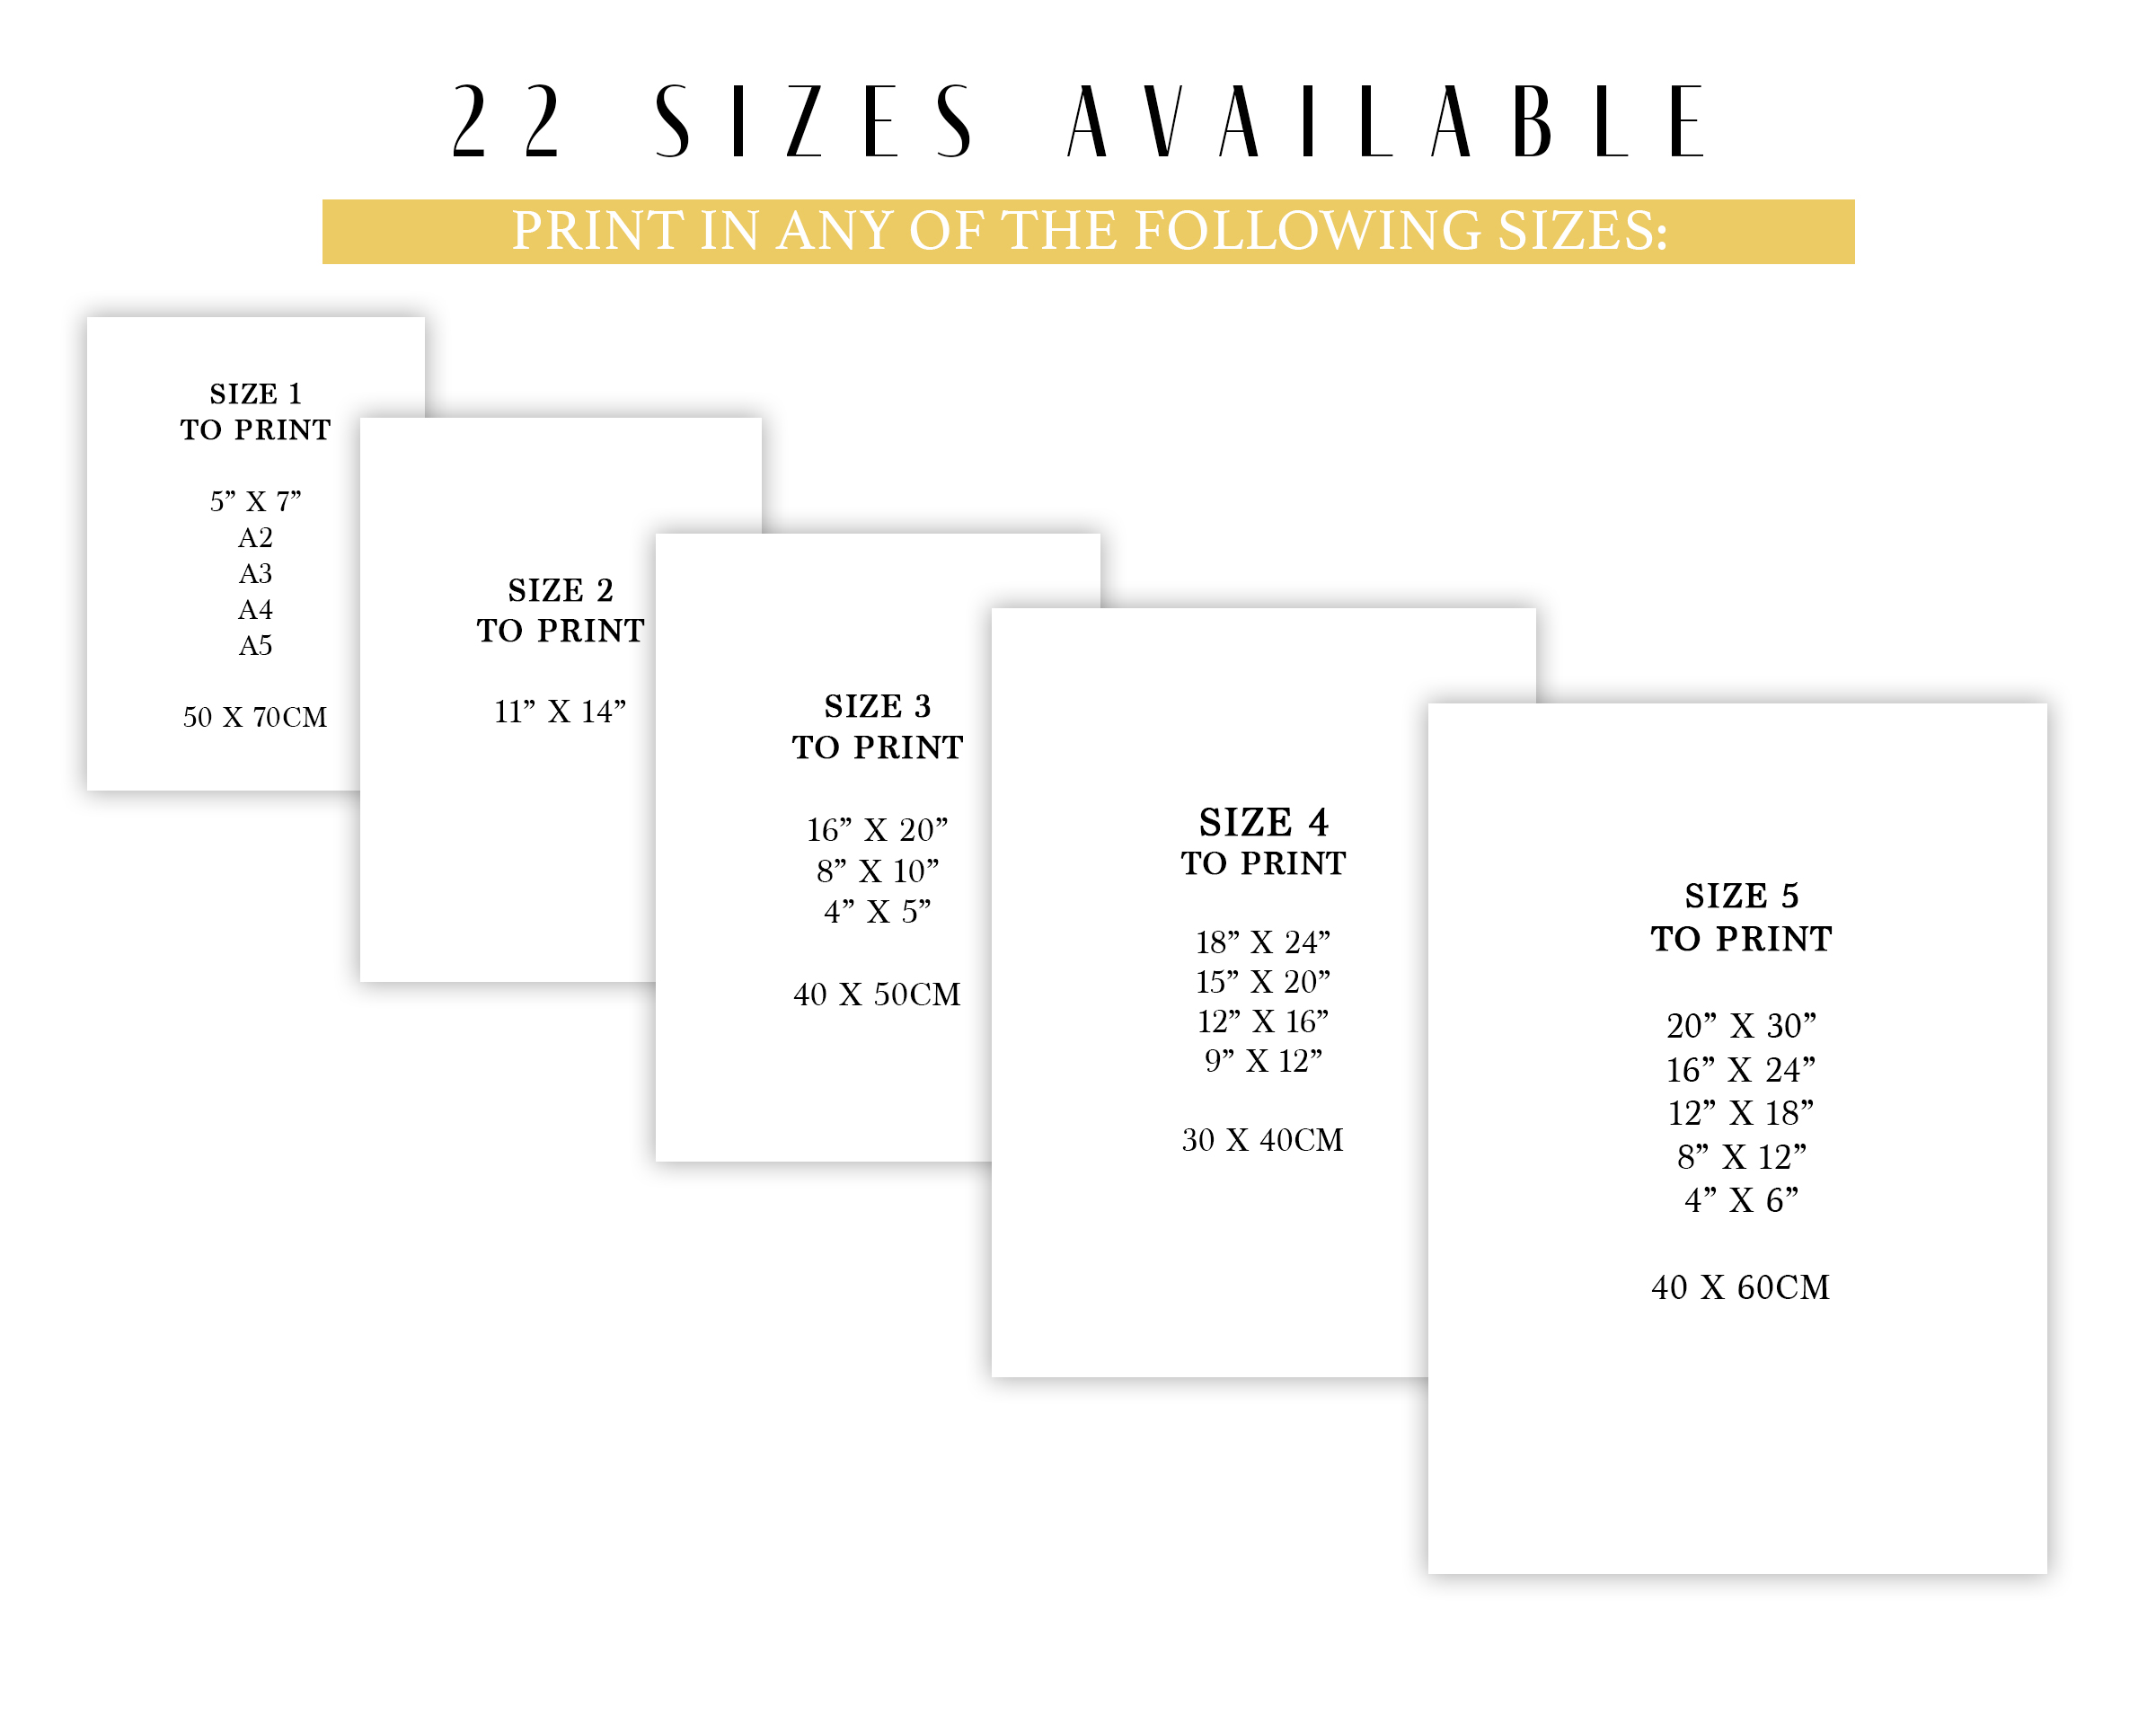 22 SIZES AVAILABLE
PRINT IN ANY OF THE FOLLOWING SIZES:
SIZE 1
TO PRINT
5” X 7”
A2
A3
A4
A5
50 X 70CM
SIZE 2
TO PRINT
11” X 14”
SIZE 3
TO PRINT
16” X 20”
8” X 10”
4” X 5”
40 X 50CM
SIZE 4
TO PRINT
18” X 24”
15” X 20”
12” X 16”
9” X 12”
30 X 40CM
SIZE 5
TO PRINT
20” X 30”
16” X 24”
12” X 18”
8” X 12”
4” X 6”
40 X 60CM